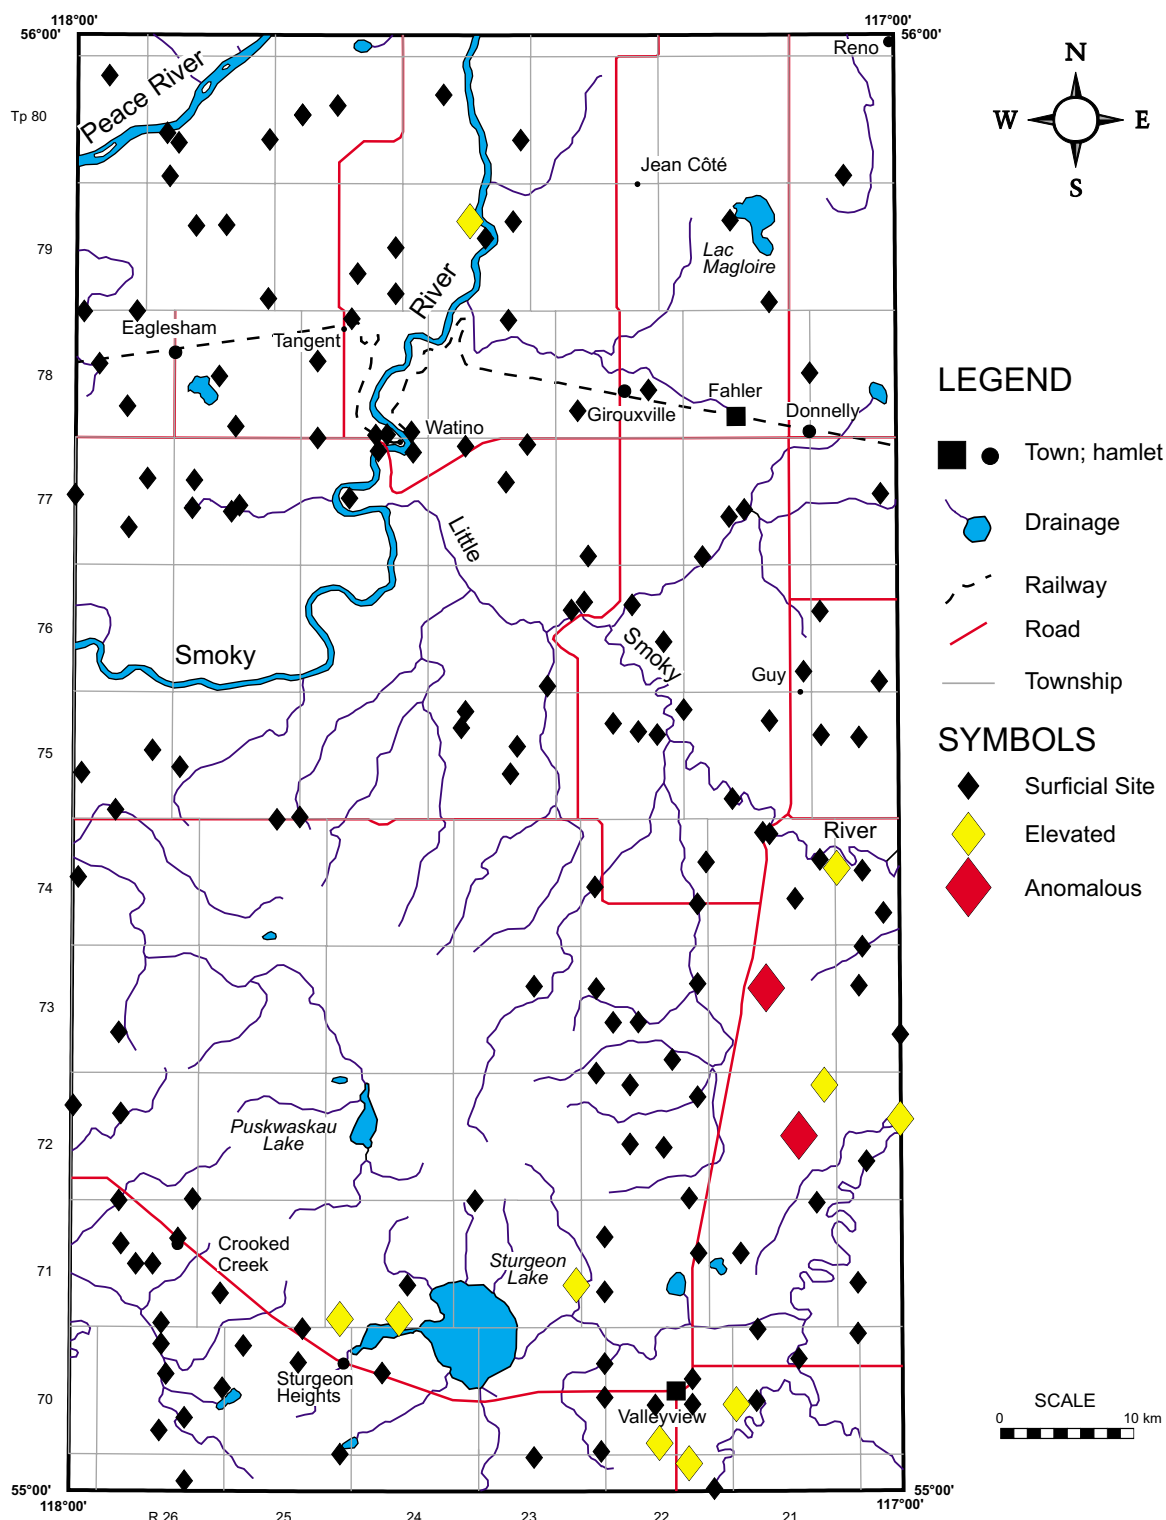 118°00'
117°00'
56°00'
56°00'
Reno
N
W
E
S
Tp 80
Peace River
Jean Côté
79
Lac
Magloire
River
Eaglesham
Tangent
78
Fahler
Girouxville
Donnelly
Watino
LEGEND
Town; hamlet
77
Little
Drainage
Railway
76
Smoky
Smoky
Road
Guy
Township
75
SYMBOLS
Surficial Site
River
Elevated
74
Anomalous
73
72
Puskwaskau
Lake
Crooked
Creek
71
Sturgeon
Lake
Sturgeon
Heights
70
Valleyview
SCALE
0
10 km
55°00'
55°00'
118°00'
117°00'
R 26
25
24
23
22
21